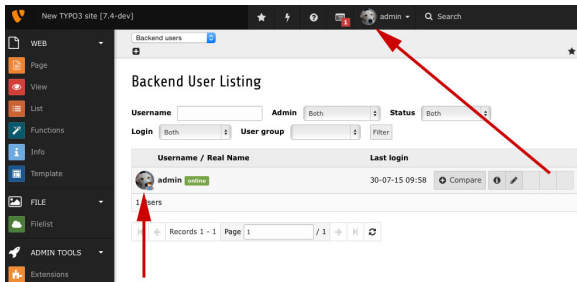 New TYPO3 site [7.4-dev]
1
admin
Search
WEB
Page
View
List
Functions
Info
Template
FILE
Filelist
ADMIN TOOLS
Extensions
Backend users
Backend User Listing
Username Admin Both Status Both
Login Both User group Filter
Username / Real Name Last login
admin online 30-07-15 09:58 Compare
1 Users
Records 1 - 1 Page 1 / 1